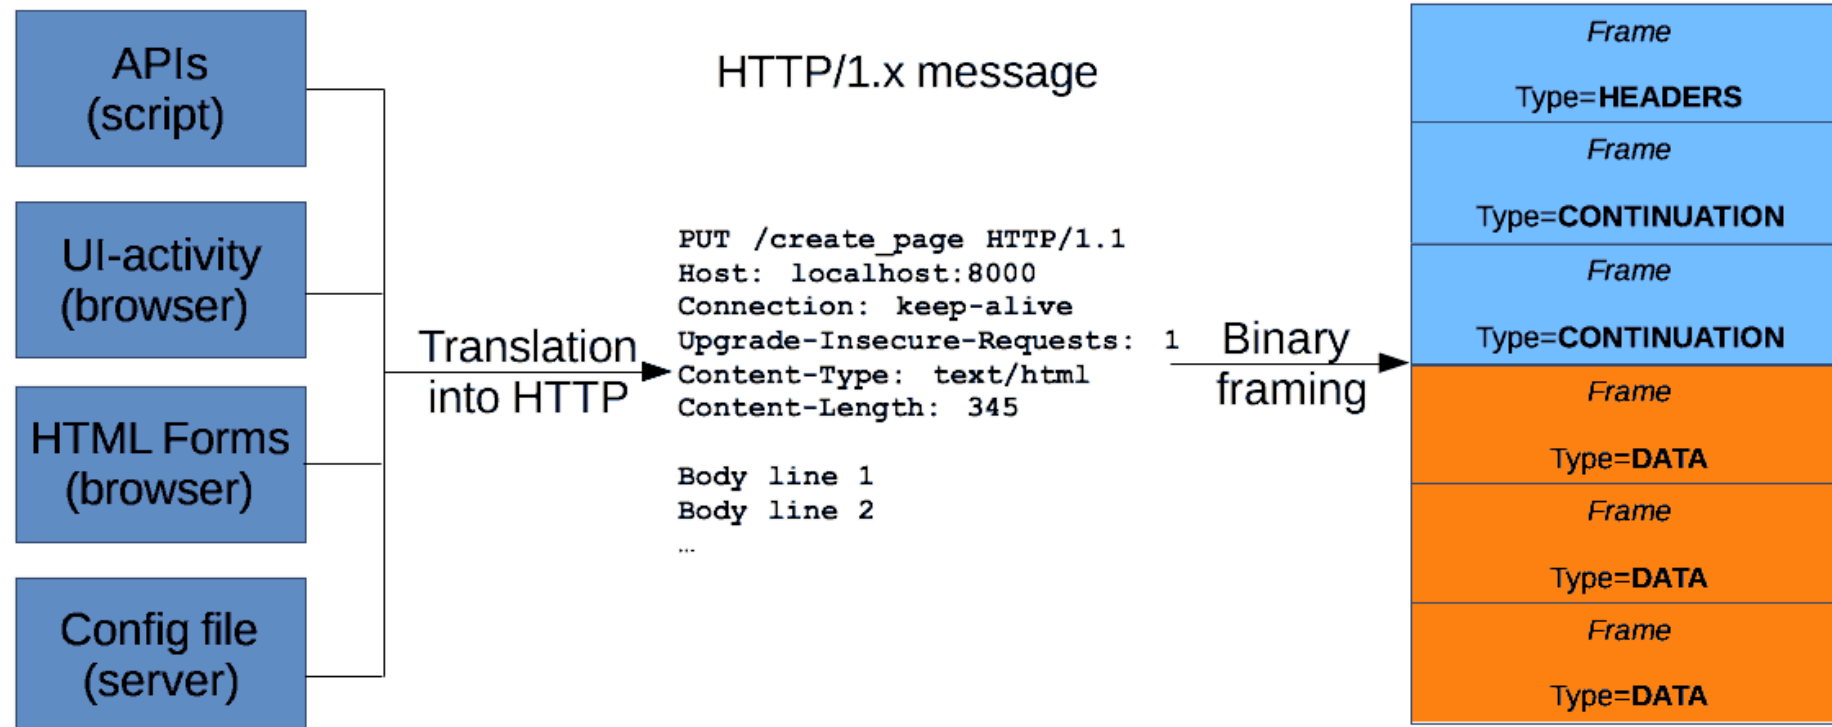 APIs
(script)
UI-activity
(browser)
HTML Forms
(browser)
Config file
(server)
Translation
into HTTP
HTTP/1.x message
PUT /create_page HTTP/1.1
Host: localhost:8000
Connection: keep-alive
Upgrade-Insecure-Requests: 1
Content-Type: text/html
Content-Length: 345
Body line 1
Body line 2
…
Binary
framing
Frame
Type=HEADERS
Frame
Type=CONTINUATION
Frame
Type=CONTINUATION
Frame
Type=DATA
Frame
Type=DATA
Frame
Type=DATA